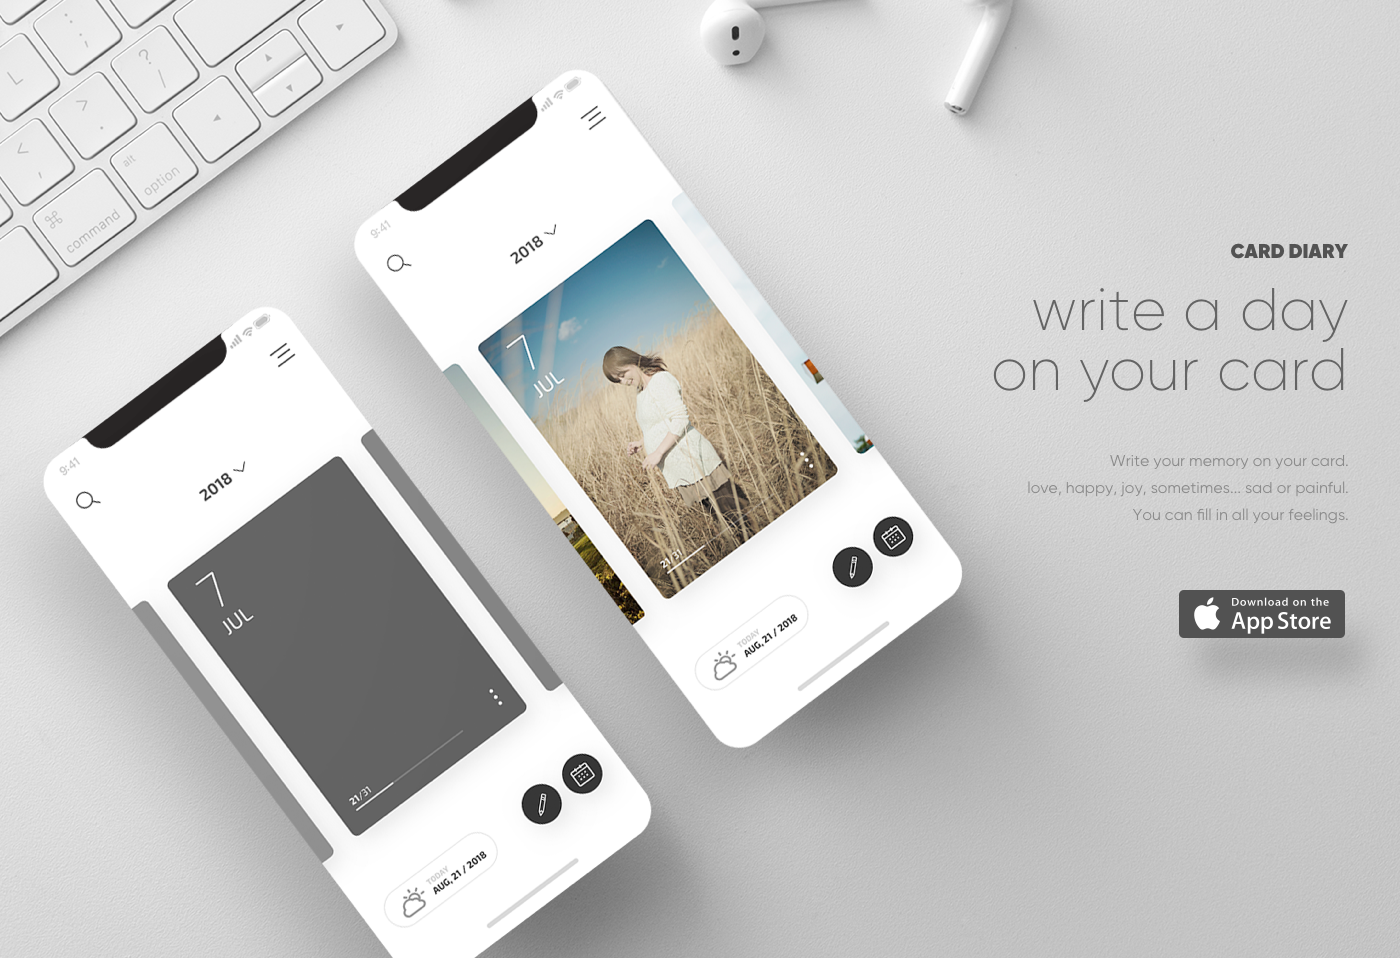 L
:
;
>
.
?
/
<
,
alt
option
⌘
command
9:41
2018
7
JUL
21/31
TODAY
AUG, 21 / 2018
9:41
2018
7
JUL
21/31
TODAY
AUG, 21 / 2018
CARD DIARY
write a day
on your card
Write your memory on your card.
love, happy, joy, sometimes... sad or painful.
You can fill in all your feelings.
Download on the
App Store